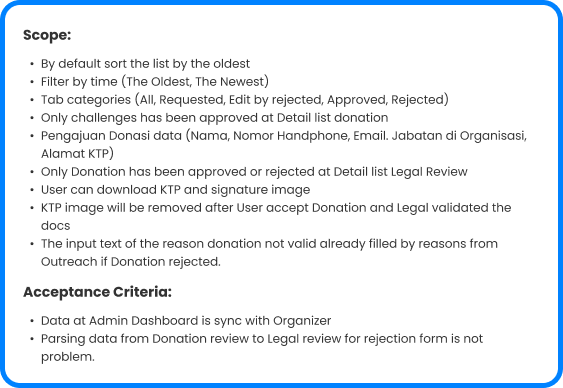 Scope:
• By default sort the list by the oldest
• Filter by time (The Oldest, The Newest)
• Tab categories (All, Requested, Edit by rejected, Approved, Rejected)
• Only challenges has been approved at Detail list donation
• Pengajuan Donasi data (Nama, Nomor Handphone, Email. Jabatan di Organisasi,
Alamat KTP)
• Only Donation has been approved or rejected at Detail list Legal Review
• User can download KTP and signature image
• KTP image will be removed after User accept Donation and Legal validated the
docs
• The input text of the reason donation not valid already filled by reasons from
Outreach if Donation rejected.
Acceptance Criteria:
• Data at Admin Dashboard is sync with Organizer
• Parsing data from Donation review to Legal review for rejection form is not
problem.